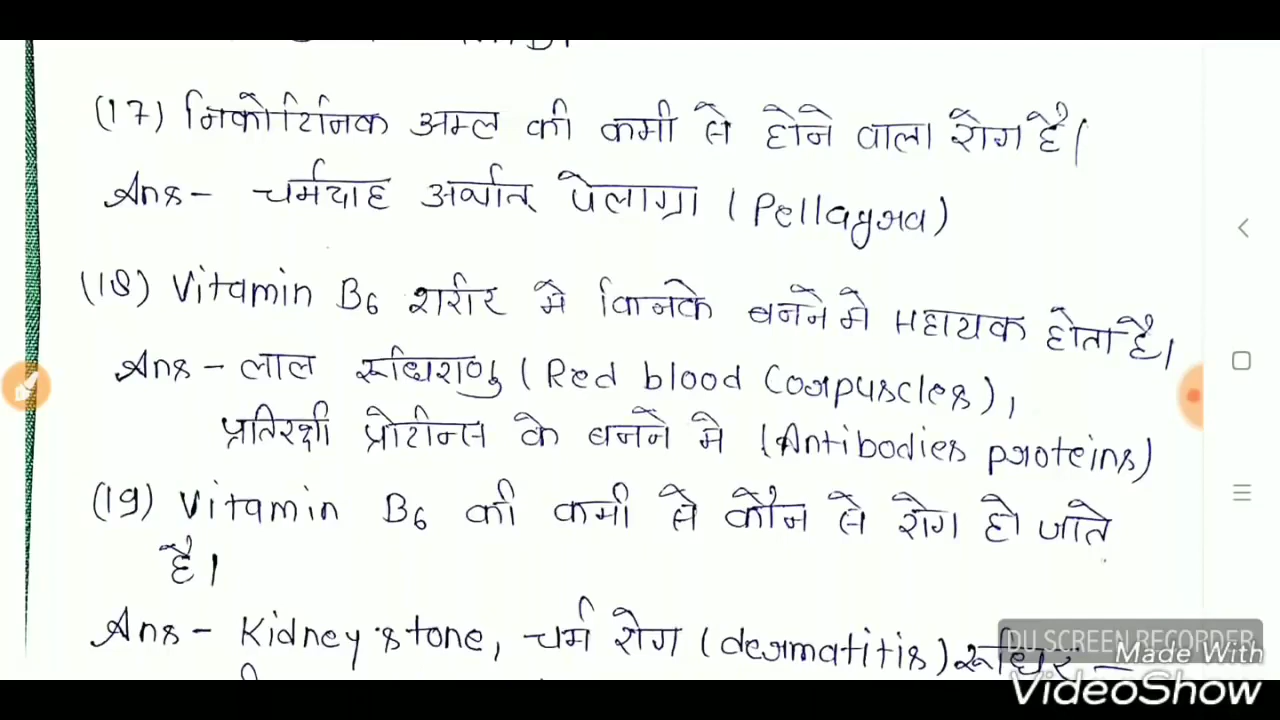 (17) निकोटिनिक अम्ल की कमी से होने वाला रोग है।
Ans - चर्मदाह अर्थात् पेलाग्रा (Pellagra)
(18) Vitamin B6 शरीर मे किनके बनने मे सहायक होता है।
Ans - लाल रूधिराणु (Red blood Corpuscles),
प्रतिरक्षी प्रोटीन्स के बनने मे (Antibodies proteins)
(19) Vitamin B6 की कमी से कौन से रोग हो जाते
है।
Ans - Kidney stone, चर्म रोग (dermatitis) रूधिर -
DU SCREEN RECORDER
Made With
VideoShow